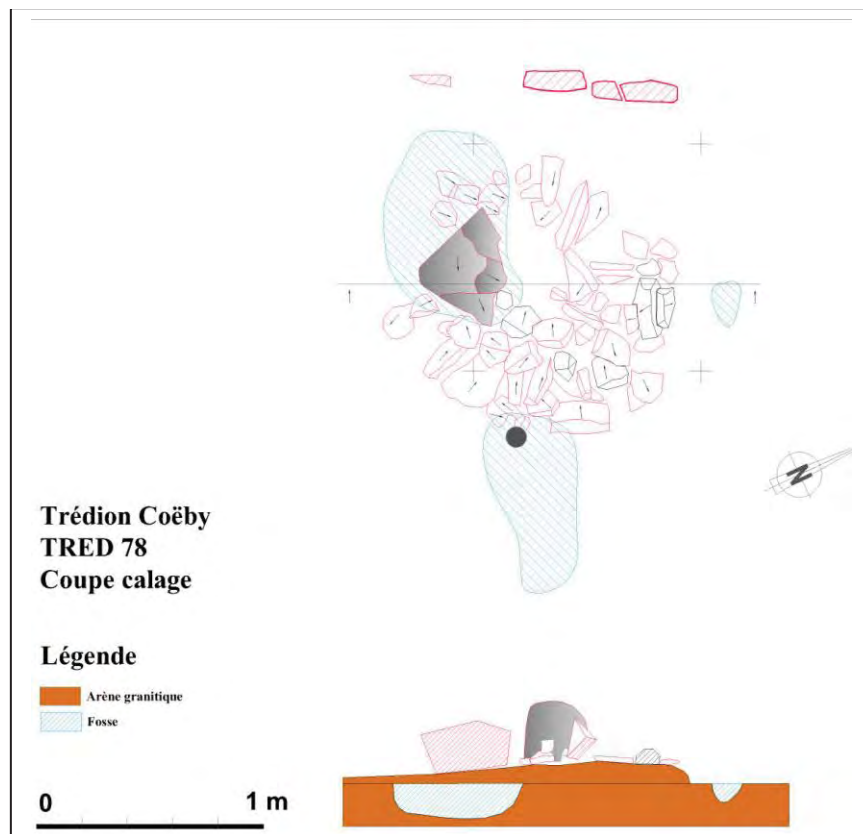 N
Trédion Coëby
TRED 78
Coupe calage
Légende
Arène granitique
Fosse
0 1 m